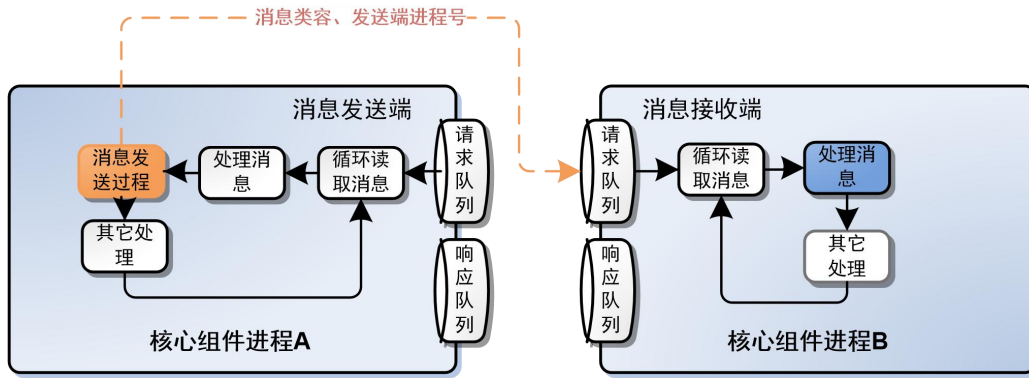 消息类容、发送端进程号
消息发送端
消息发
送过程
处理消
息
循环读
取消息
请
求
队
列
其它处
理
响
应
队
列
核心组件进程A
消息接收端
请
求
队
列
循环读
取消息
处理消
息
其它
处理
响
应
队
列
核心组件进程B